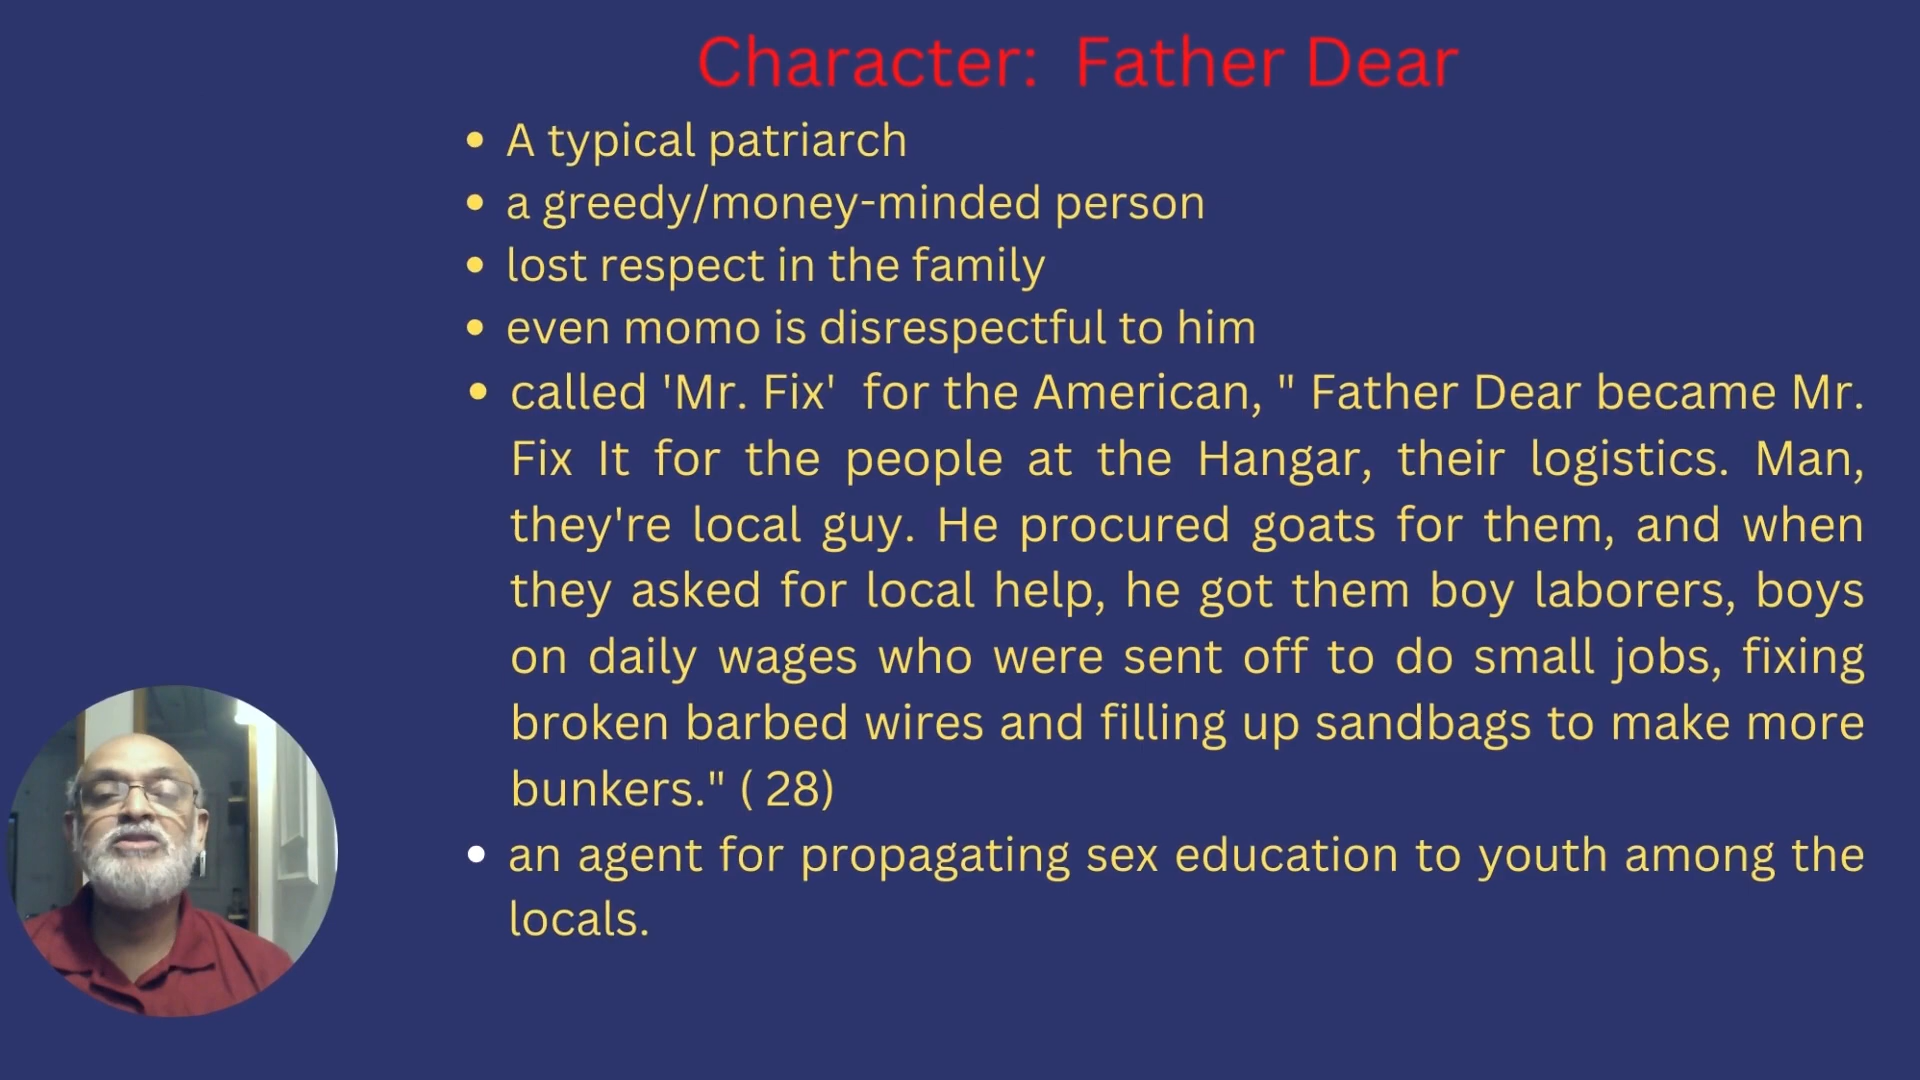 Character: Father Dear
• A typical patriarch
• a greedy/money-minded person
• lost respect in the family
• even momo is disrespectful to him
• called 'Mr. Fix' for the American, " Father Dear became Mr.
Fix It for the people at the Hangar, their logistics. Man,
they're local guy. He procured goats for them, and when
they asked for local help, he got them boy laborers, boys
on daily wages who were sent off to do small jobs, fixing
broken barbed wires and filling up sandbags to make more
bunkers." ( 28)
• an agent for propagating sex education to youth among the
locals.